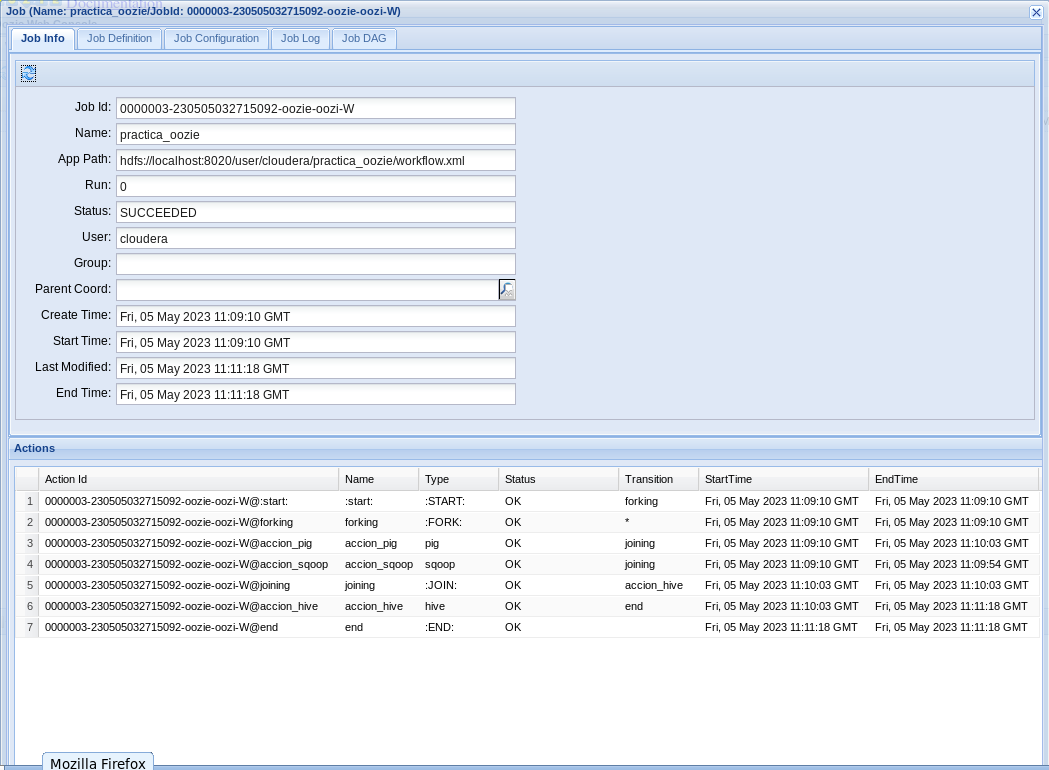 Documentation
Job (Name: practica_oozie/JobId: 0000003-230505032715092-oozie-oozi-W)
Job Info Job Definition Job Configuration Job Log Job DAG
Job Id: 0000003-230505032715092-oozie-oozi-W
Name: practica_oozie
App Path: hdfs://localhost:8020/user/cloudera/practica_oozie/workflow.xml
Run: 0
Status: SUCCEEDED
User: cloudera
Group:
Parent Coord:
Create Time: Fri, 05 May 2023 11:09:10 GMT
Start Time: Fri, 05 May 2023 11:09:10 GMT
Last Modified: Fri, 05 May 2023 11:11:18 GMT
End Time: Fri, 05 May 2023 11:11:18 GMT
Actions
Action Id Name Type Status Transition StartTime EndTime
1 0000003-230505032715092-oozie-oozi-W@:start: :start: :START: OK forking Fri, 05 May 2023 11:09:10 GMT Fri, 05 May 2023 11:09:10 GMT
2 0000003-230505032715092-oozie-oozi-W@forking forking :FORK: OK * Fri, 05 May 2023 11:09:10 GMT Fri, 05 May 2023 11:09:10 GMT
3 0000003-230505032715092-oozie-oozi-W@accion_pig accion_pig pig OK joining Fri, 05 May 2023 11:09:10 GMT Fri, 05 May 2023 11:10:03 GMT
4 0000003-230505032715092-oozie-oozi-W@accion_sqoop accion_sqoop sqoop OK joining Fri, 05 May 2023 11:09:10 GMT Fri, 05 May 2023 11:09:54 GMT
5 0000003-230505032715092-oozie-oozi-W@joining joining :JOIN: OK accion_hive Fri, 05 May 2023 11:10:03 GMT Fri, 05 May 2023 11:10:03 GMT
6 0000003-230505032715092-oozie-oozi-W@accion_hive accion_hive hive OK end Fri, 05 May 2023 11:10:03 GMT Fri, 05 May 2023 11:11:18 GMT
7 0000003-230505032715092-oozie-oozi-W@end end :END: OK Fri, 05 May 2023 11:11:18 GMT Fri, 05 May 2023 11:11:18 GMT
Mozilla Firefox